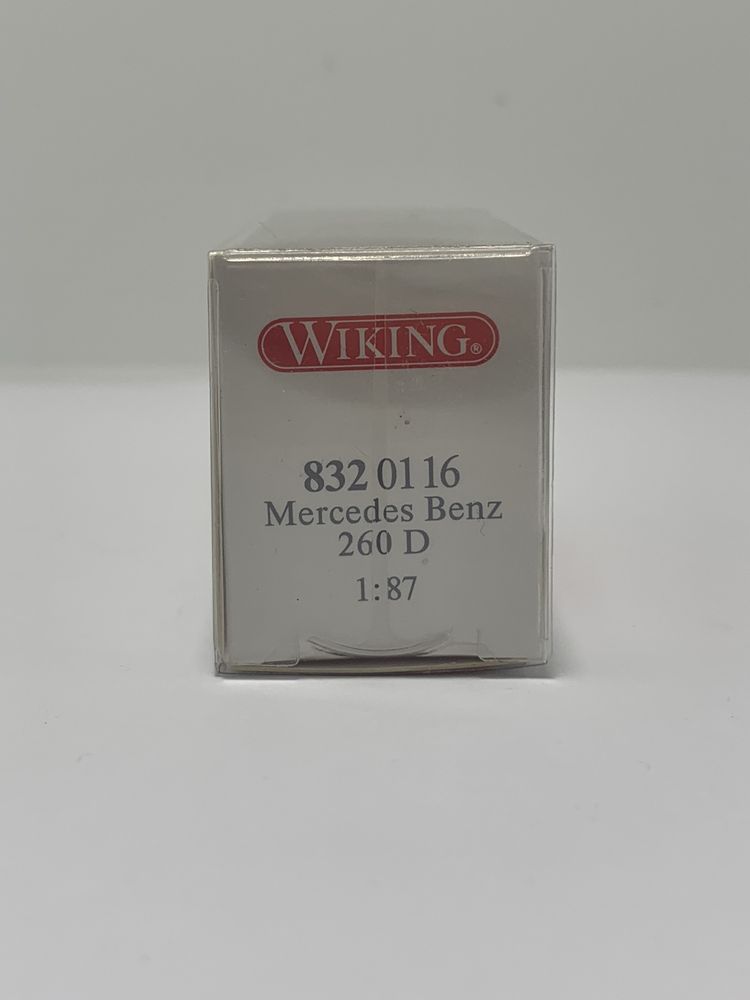 WIKING®
832 01 16
Mercedes Benz
260 D
1:87